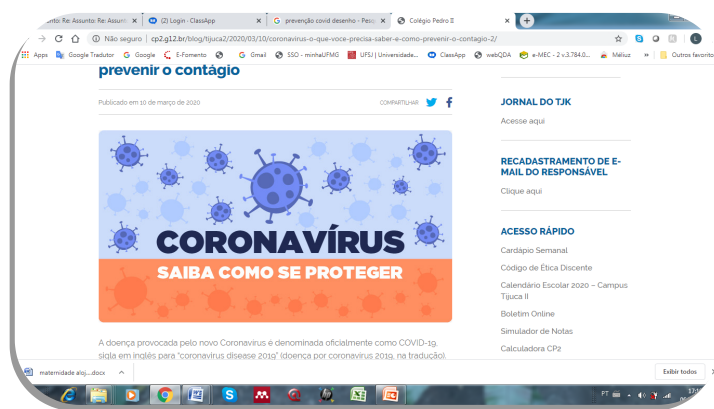 nto: Re: Assunto: Re: Assunt
(2) Login - ClassApp
prevenção covid desenho - Pesq
Colégio Pedro II
Não seguro | cp2.g12.br/blog/tijuca2/2020/03/10/coronavirus-o-que-voce-precisa-saber-e-como-prevenir-o-contagio-2/
Apps Google Tradutor Google E-Fomento Gmail SSO - minhaUFMG UFSJ | Universidade... ClassApp webQDA e-MEC - 2 v.3.784.0... Méliuz » Outros favorito
prevenir o contágio
Publicado em 10 de março de 2020
COMPARTILHAR
CORONAVÍRUS
SAIBA COMO SE PROTEGER
A doença provocada pelo novo Coronavírus é denominada oficialmente como COVID-19,
sigla em inglês para "coronavirus disease 2019" (doença por coronavírus 2019, na tradução).
JORNAL DO TJK
Acesse aqui
RECADASTRAMENTO DE E-
MAIL DO RESPONSÁVEL
Clique aqui
ACESSO RÁPIDO
Cardápio Semanal
Código de Ética Discente
Calendário Escolar 2020 – Campus
Tijuca II
Boletim Online
Simulador de Notas
Calculadora CP2
maternidade aloj....docx
Exibir todos
PT